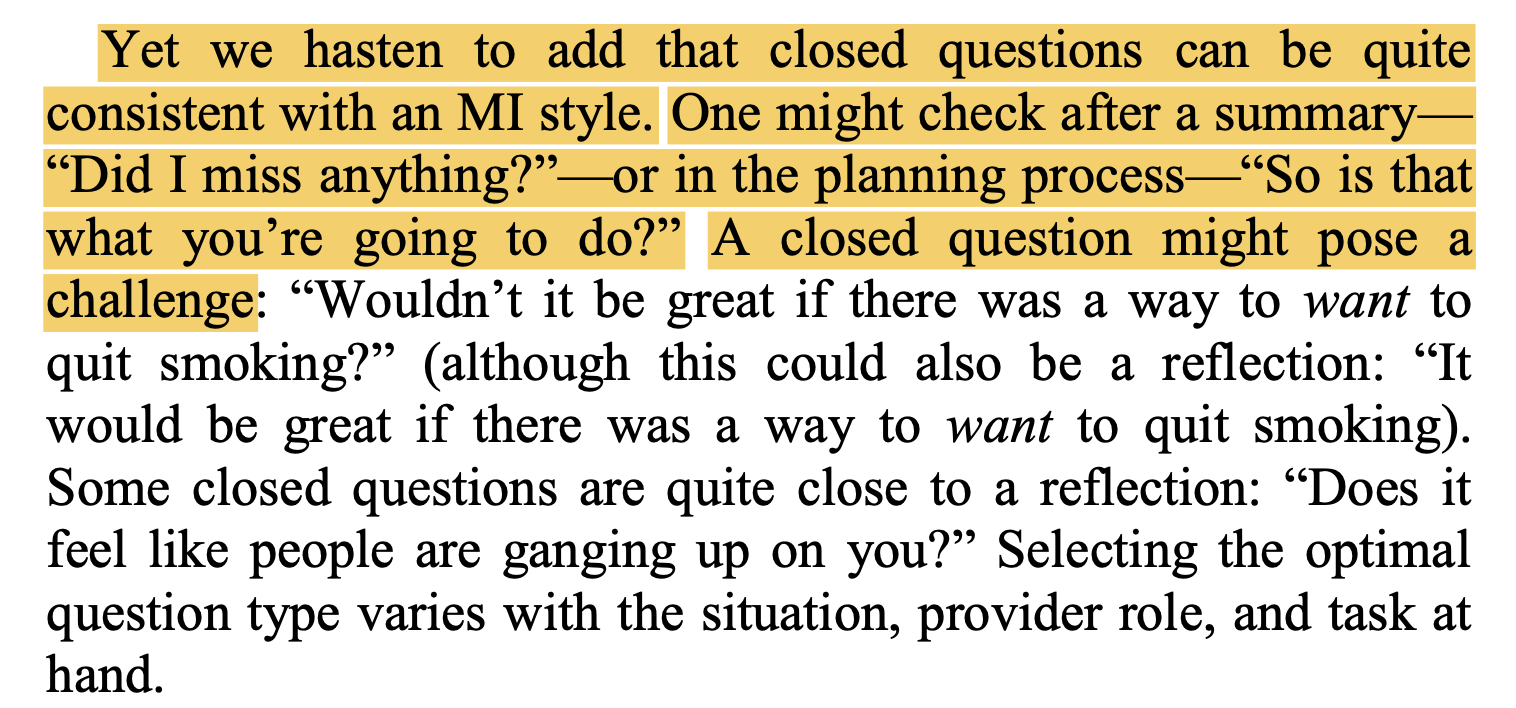 Yet we hasten to add that closed questions can be quite
consistent with an MI style. One might check after a summary—
“Did I miss anything?”—or in the planning process—“So is that
what you’re going to do?” A closed question might pose a
challenge: “Wouldn’t it be great if there was a way to want to
quit smoking?” (although this could also be a reflection: “It
would be great if there was a way to want to quit smoking).
Some closed questions are quite close to a reflection: “Does it
feel like people are ganging up on you?” Selecting the optimal
question type varies with the situation, provider role, and task at
hand.